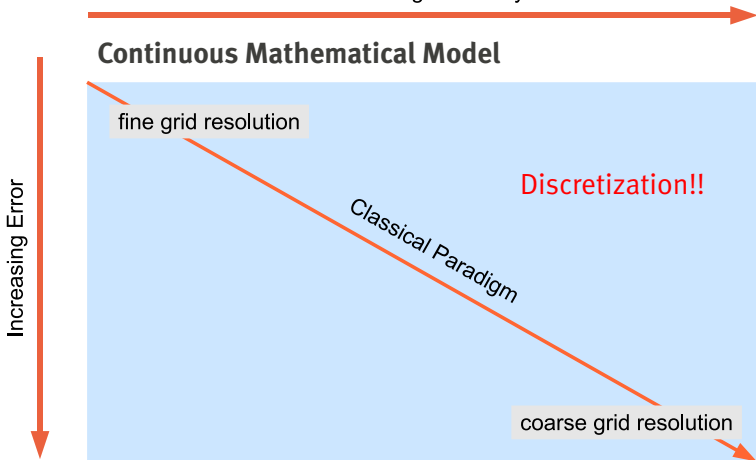 Continuous Mathematical Model
fine grid resolution
Discretization!!
Classical Paradigm
Increasing Error
coarse grid resolution